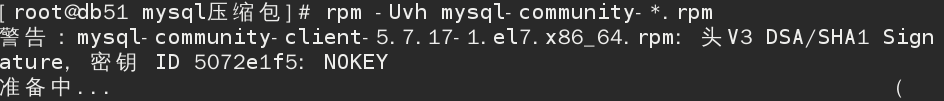 [root@db51 mysql压缩包]# rpm -Uvh mysql-community-*.rpm
警告：mysql-community-client-5.7.17-1.el7.x86_64.rpm: 头V3 DSA/SHA1 Sign
ature, 密钥 ID 5072e1f5: NOKEY
准备中... (